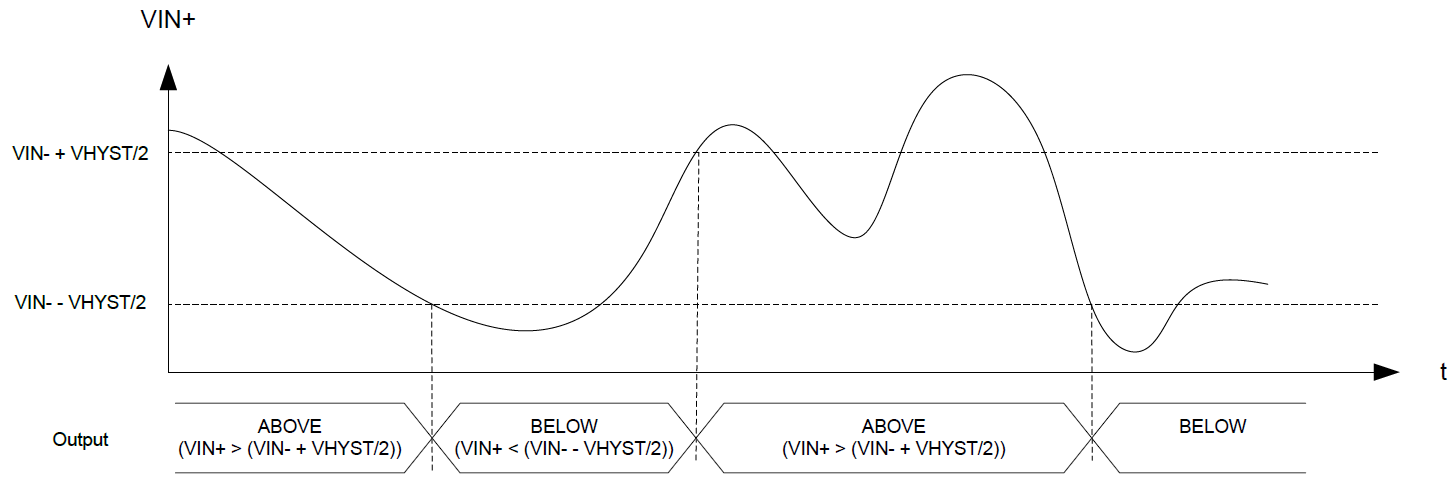 VIN+
VIN- + VHYST/2
VIN- - VHYST/2
t
Output
ABOVE
(VIN+ > (VIN- + VHYST/2))
BELOW
(VIN+ < (VIN- - VHYST/2))
ABOVE
(VIN+ > (VIN- + VHYST/2))
BELOW